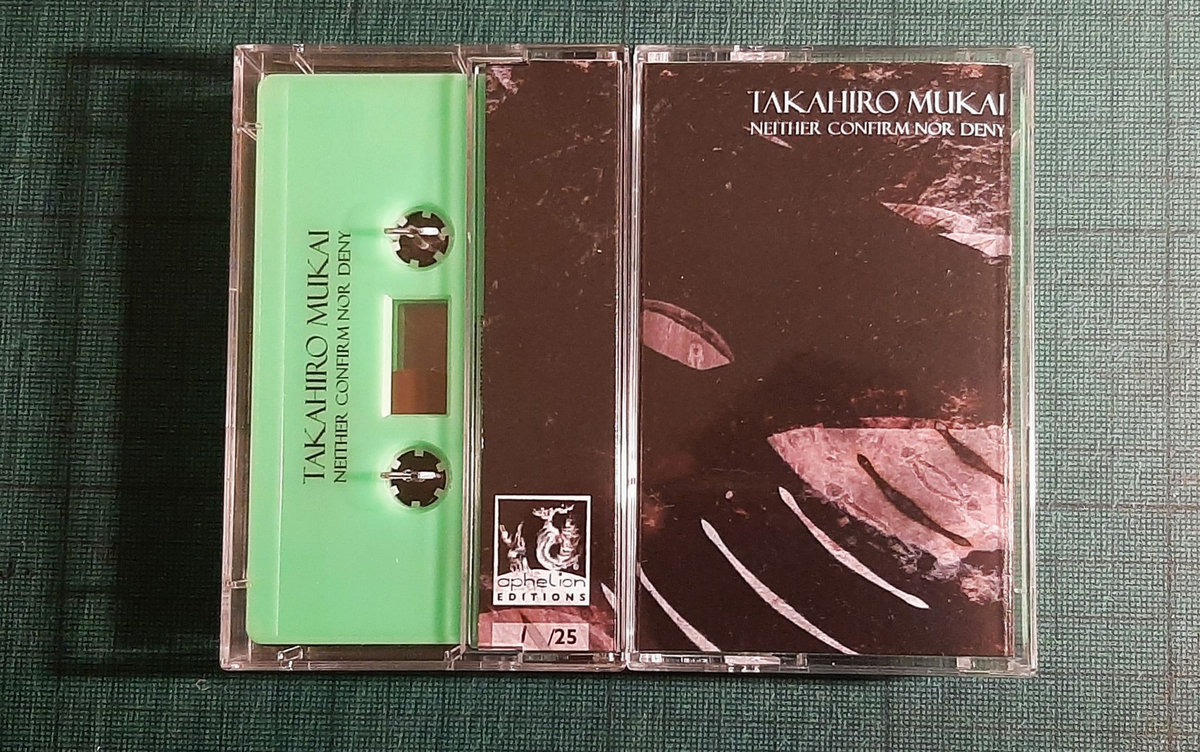 TAKAHIRO MUKAI
NEITHER CONFIRM NOR DENY
aphelion
EDITIONS
/25
TAKAHIRO MUKAI
NEITHER CONFIRM NOR DENY